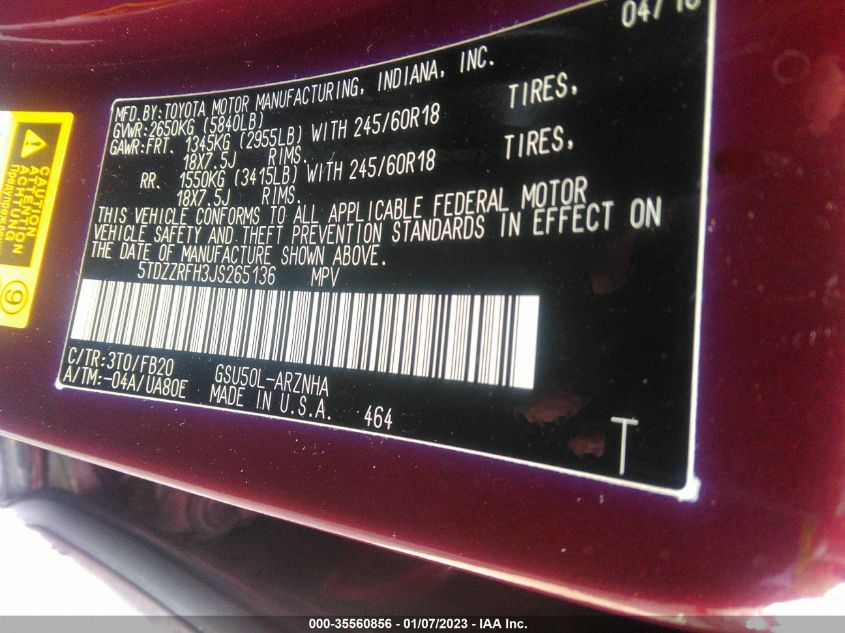 04/18
MFD.BY:TOYOTA MOTOR MANUFACTURING, INDIANA, INC.
GVWR:2650KG (5840LB)
GAWR:FRT. 1345KG (2955LB) WITH 245/60R18 TIRES,
18X7.5J RIMS.
RR. 1550KG (3415LB) WITH 245/60R18 TIRES,
18X7.5J RIMS.
THIS VEHICLE CONFORMS TO ALL APPLICABLE FEDERAL MOTOR
VEHICLE SAFETY AND THEFT PREVENTION STANDARDS IN EFFECT ON
THE DATE OF MANUFACTURE SHOWN ABOVE.
5TDZZRFH3JS265136 MPV
C/TR:3T0/FB20 GSU50L-ARZNHA
A/TM:-04A/UA80E MADE IN U.S.A. 464
T
CAUTION
ATTENTION
ACHTUNG
9
000-35560856 — 01/07/2023 — IAA Inc.